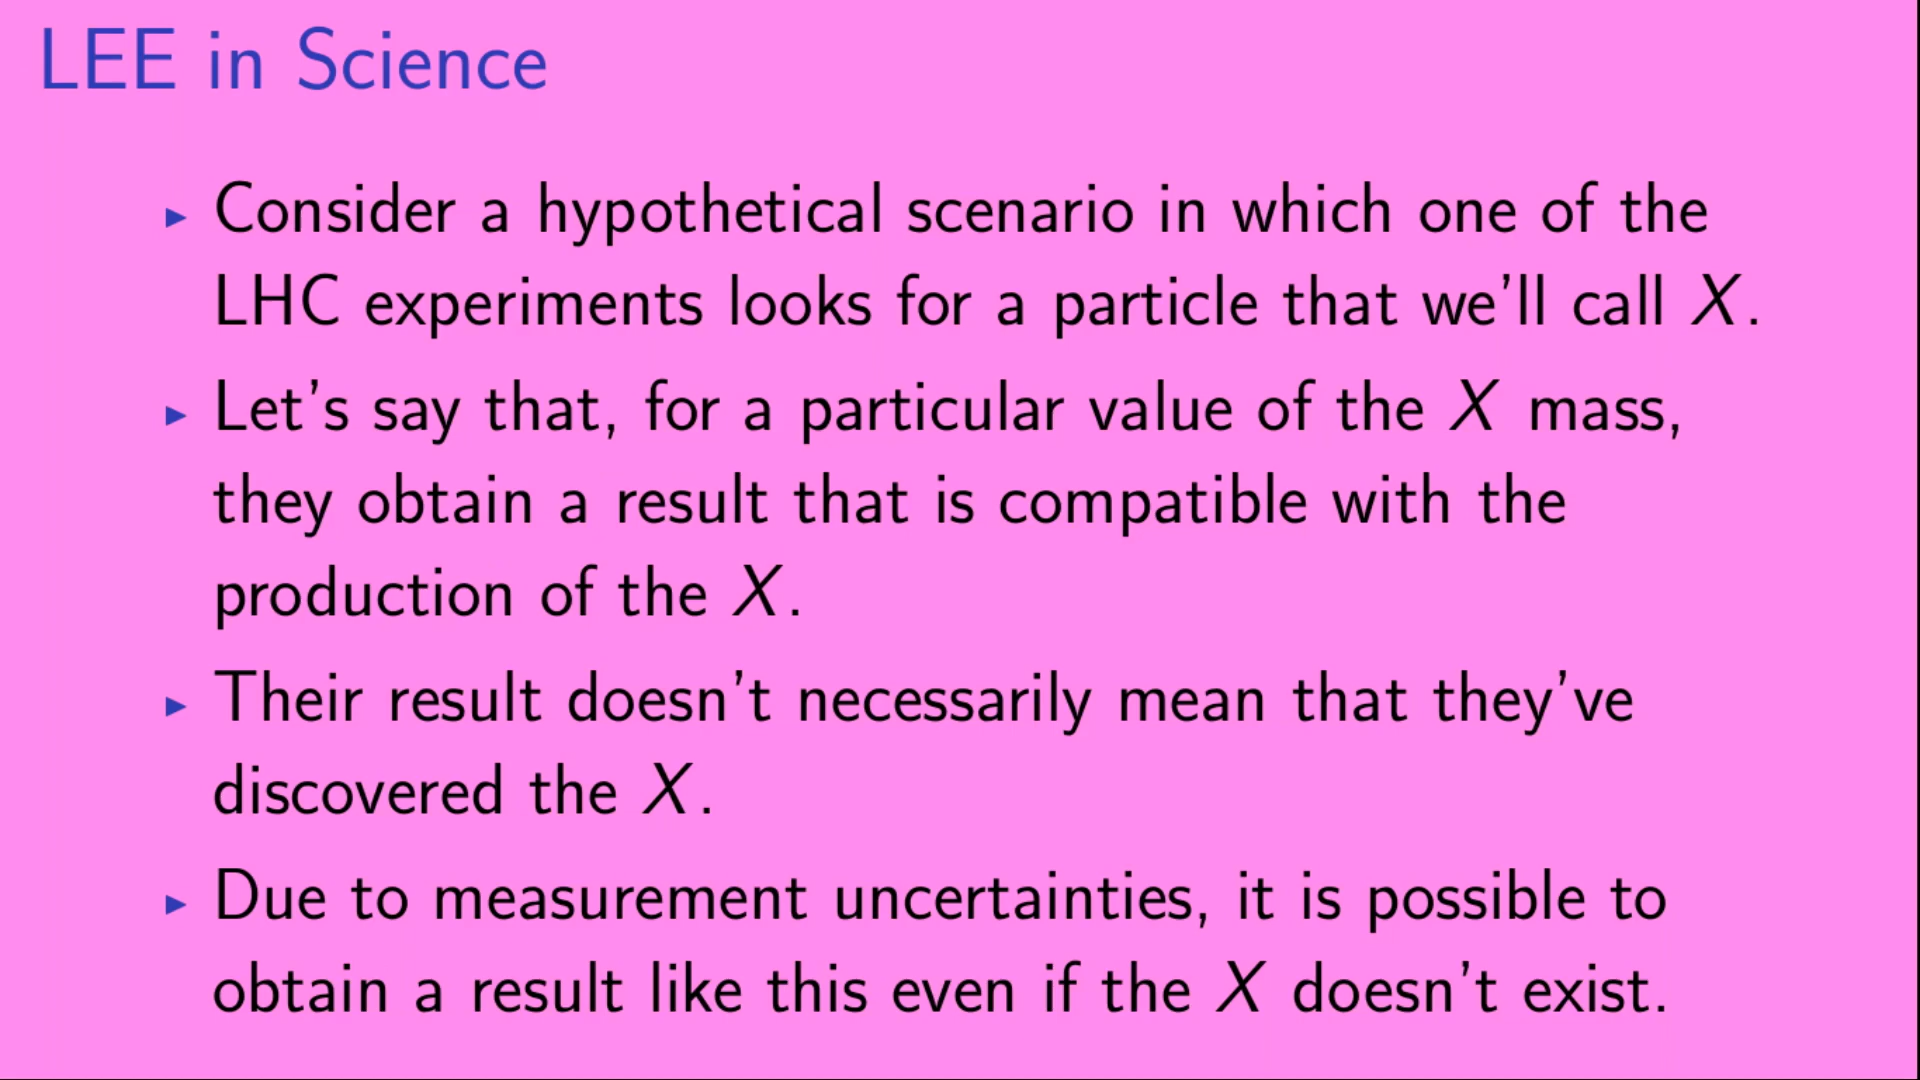 LEE in Science
▸ Consider a hypothetical scenario in which one of the
LHC experiments looks for a particle that we'll call X.
▸ Let's say that, for a particular value of the X mass,
they obtain a result that is compatible with the
production of the X.
▸ Their result doesn't necessarily mean that they've
discovered the X.
▸ Due to measurement uncertainties, it is possible to
obtain a result like this even if the X doesn't exist.